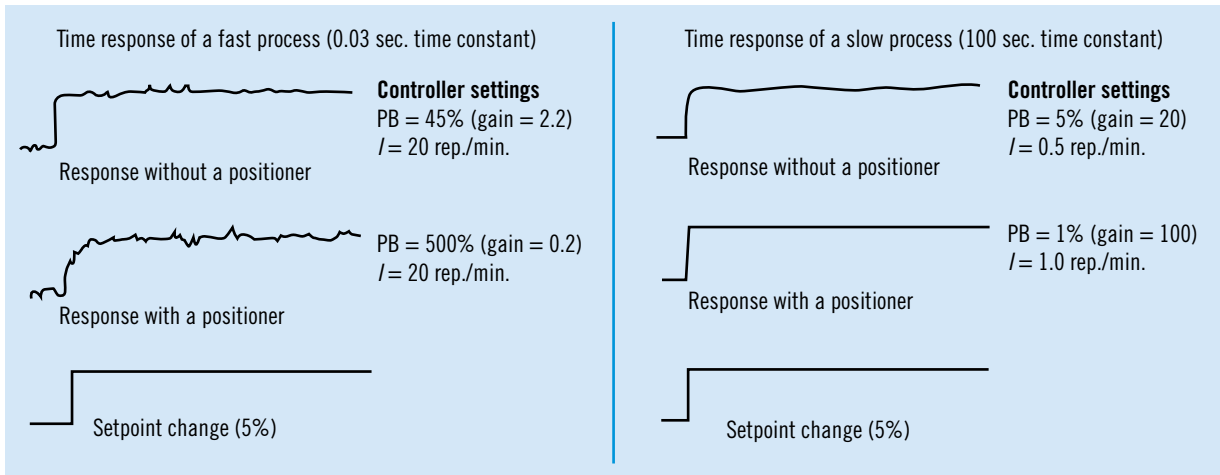 Time response of a fast process (0.03 sec. time constant)
Controller settings
PB = 45% (gain = 2.2)
I = 20 rep./min.
Response without a positioner
PB = 500% (gain = 0.2)
I = 20 rep./min.
Response with a positioner
Setpoint change (5%)
Time response of a slow process (100 sec. time constant)
Controller settings
PB = 5% (gain = 20)
I = 0.5 rep./min.
Response without a positioner
PB = 1% (gain = 100)
I = 1.0 rep./min.
Response with a positioner
Setpoint change (5%)